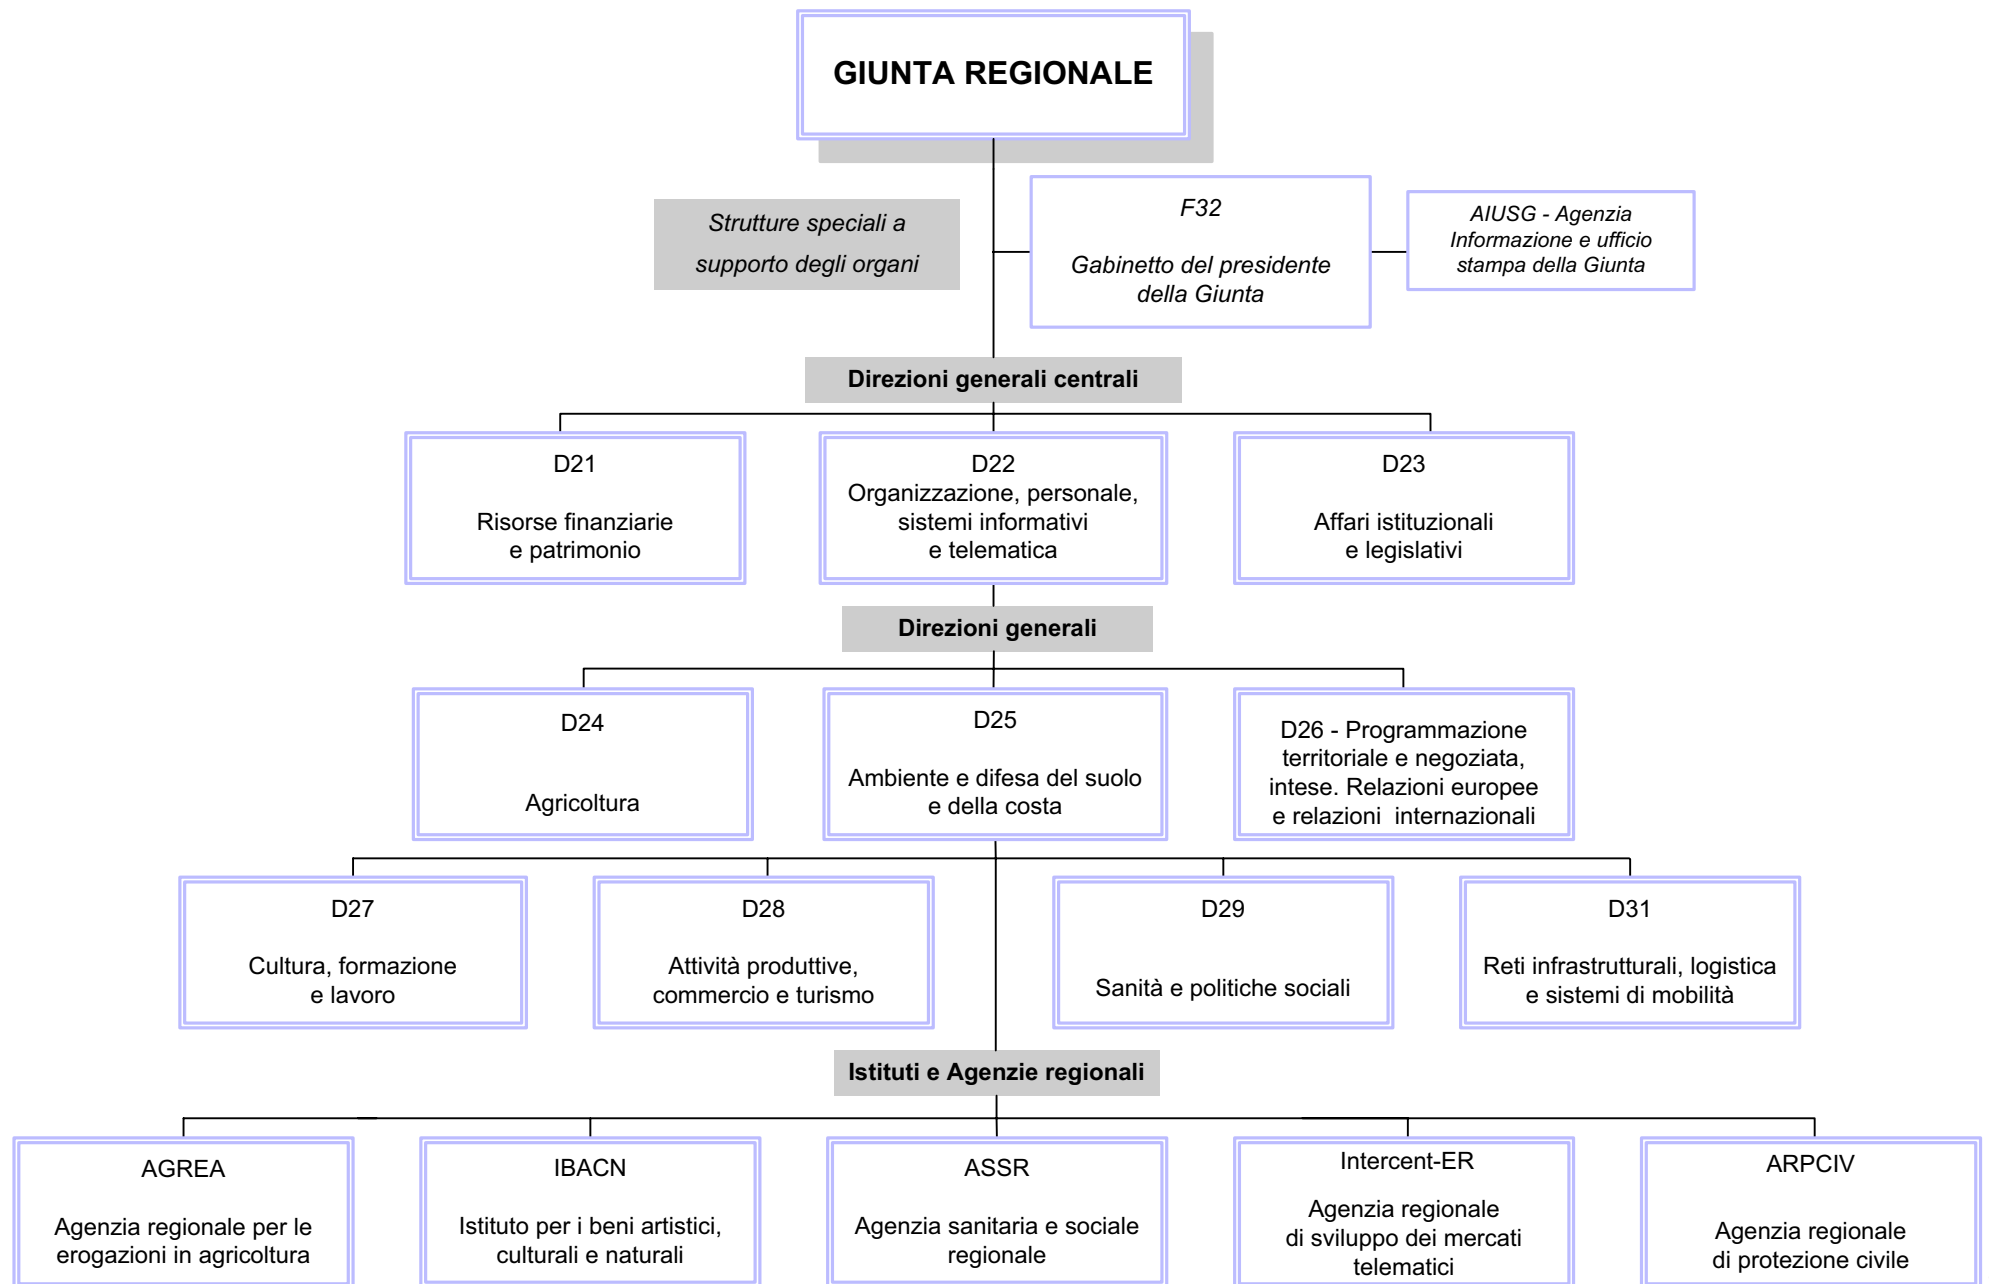 GIUNTA REGIONALE
Strutture speciali a
supporto degli organi
F32
Gabinetto del presidente
della Giunta
AIUSG - Agenzia
Informazione e ufficio
stampa della Giunta
Direzioni generali centrali
D21
Risorse finanziarie
e patrimonio
D22
Organizzazione, personale,
sistemi informativi
e telematica
D23
Affari istituzionali
e legislativi
Direzioni generali
D24
Agricoltura
D25
Ambiente e difesa del suolo
e della costa
D26 - Programmazione
territoriale e negoziata,
intese. Relazioni europee
e relazioni  internazionali
D27
Cultura, formazione
e lavoro
D28
Attività produttive,
commercio e turismo
D29
Sanità e politiche sociali
D31
Reti infrastrutturali, logistica
e sistemi di mobilità
Istituti e Agenzie regionali
AGREA
Agenzia regionale per le
erogazioni in agricoltura
IBACN
Istituto per i beni artistici,
culturali e naturali
ASSR
Agenzia sanitaria e sociale
regionale
Intercent-ER
Agenzia regionale
di sviluppo dei mercati
telematici
ARPCIV
Agenzia regionale
di protezione civile